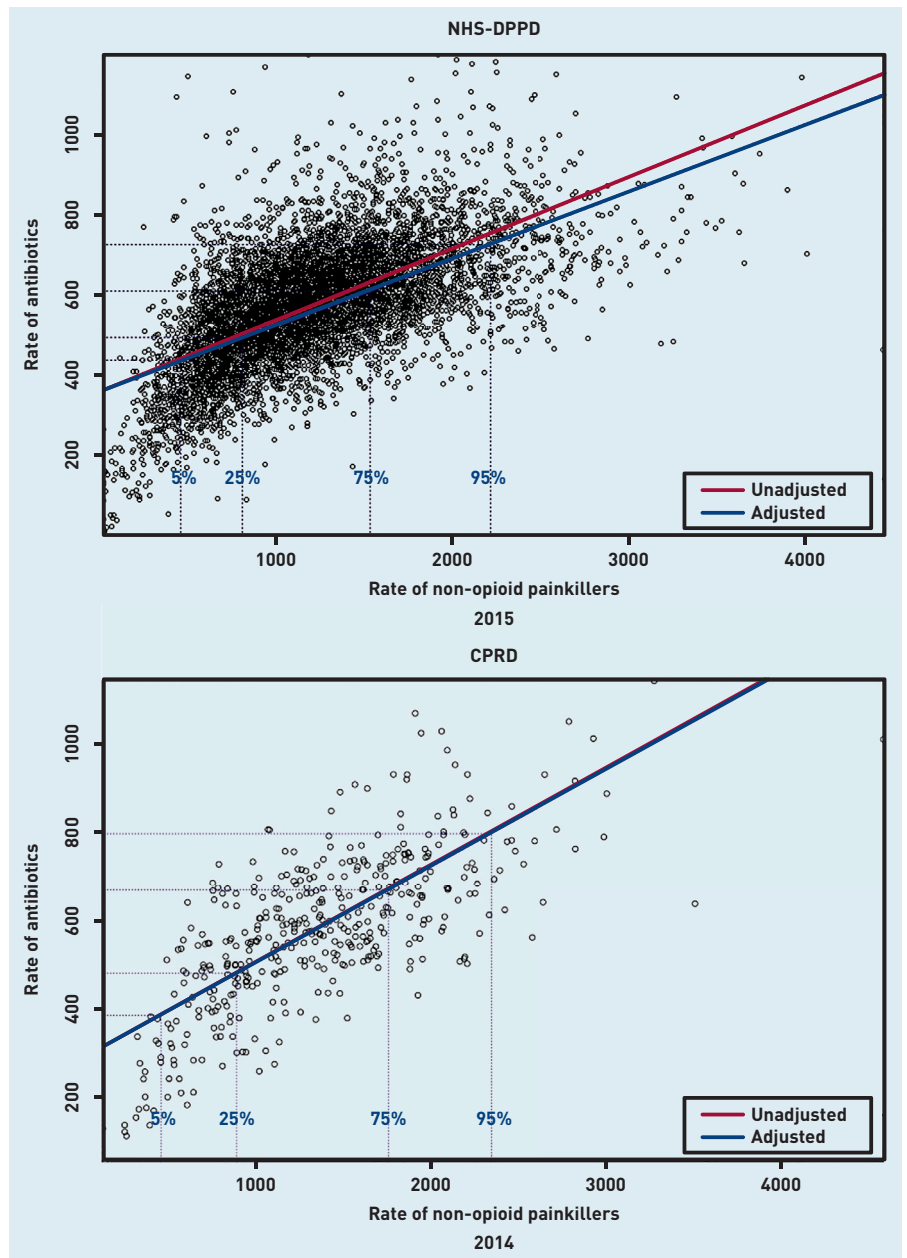 NHS-DPPD
Rate of antibiotics
1000
800
600
400
200
5% 25% 75% 95%
Unadjusted
Adjusted
1000 2000 3000 4000
Rate of non-opioid painkillers
2015
CPRD
Rate of antibiotics
1000
800
600
400
200
5% 25% 75% 95%
Unadjusted
Adjusted
1000 2000 3000 4000
Rate of non-opioid painkillers
2014